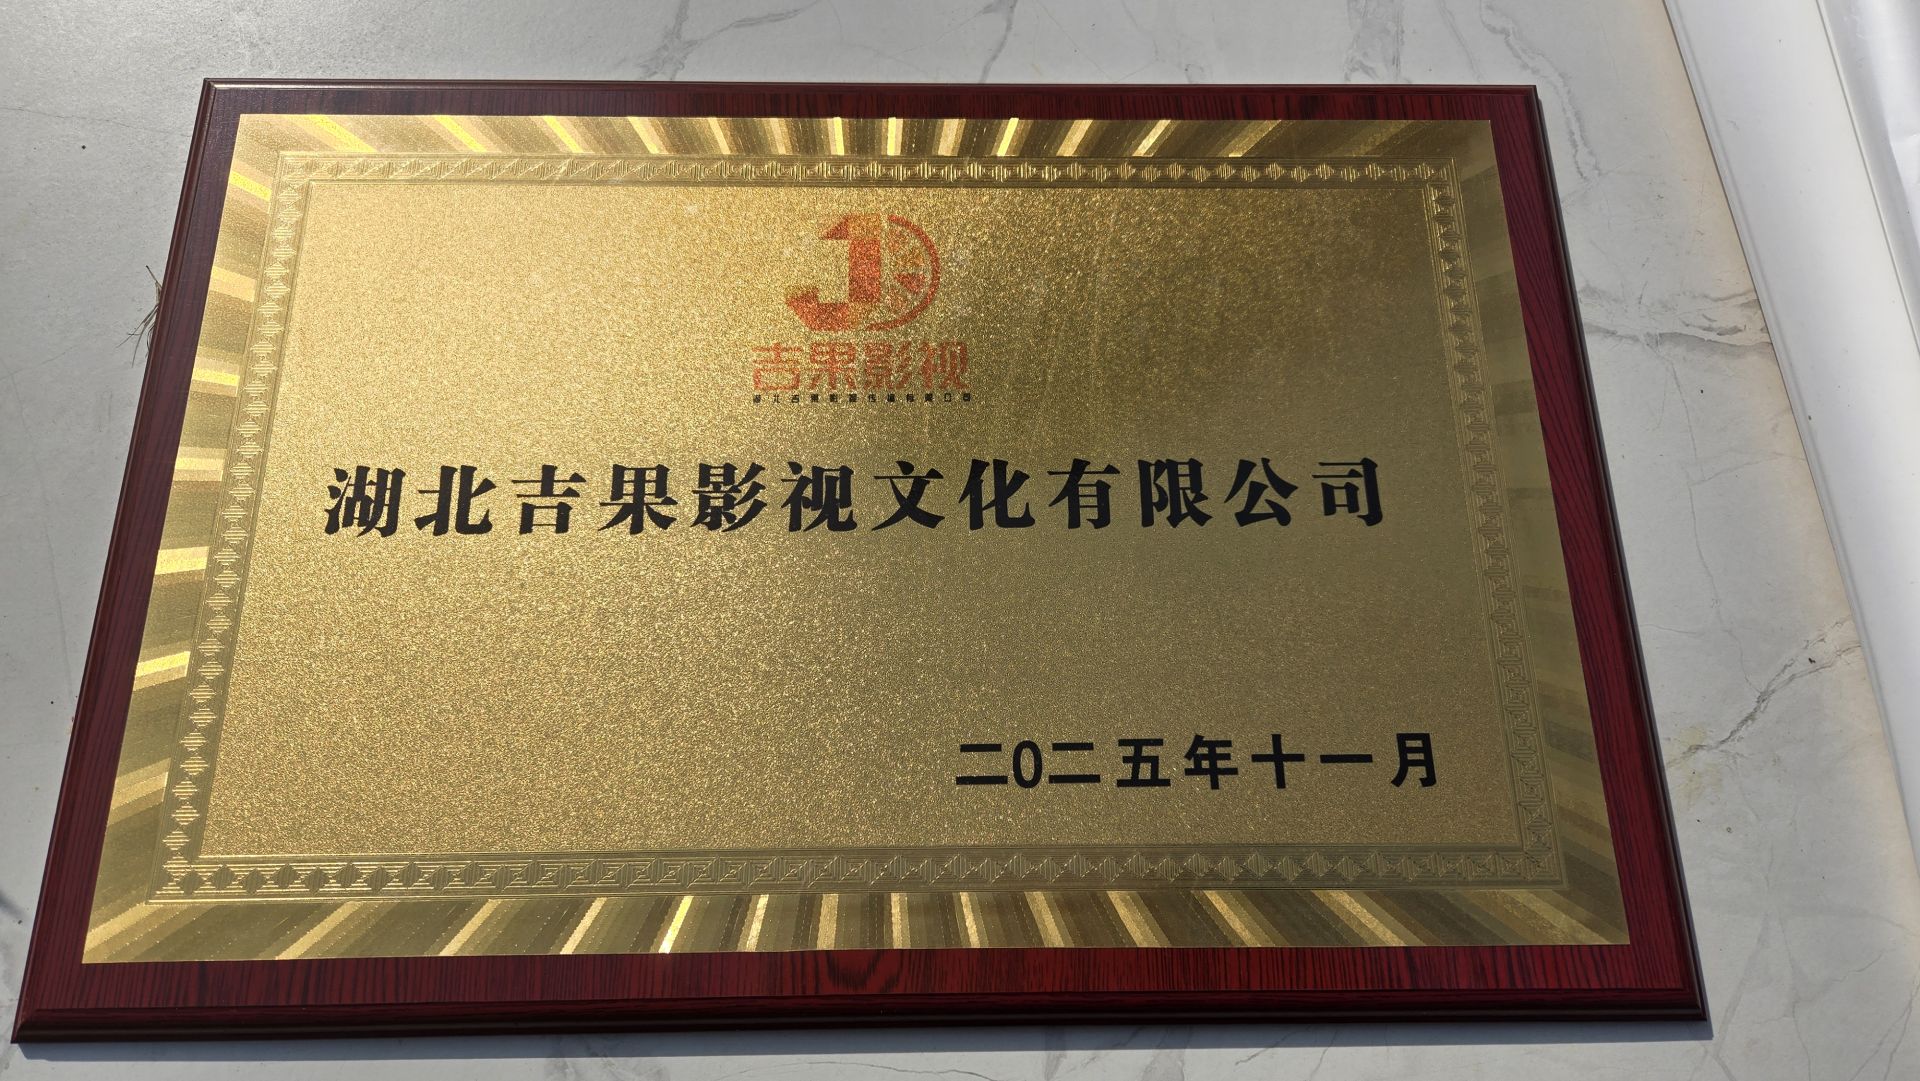 吉果影视
湖北吉果影视文化有限公司
二0二五年十一月